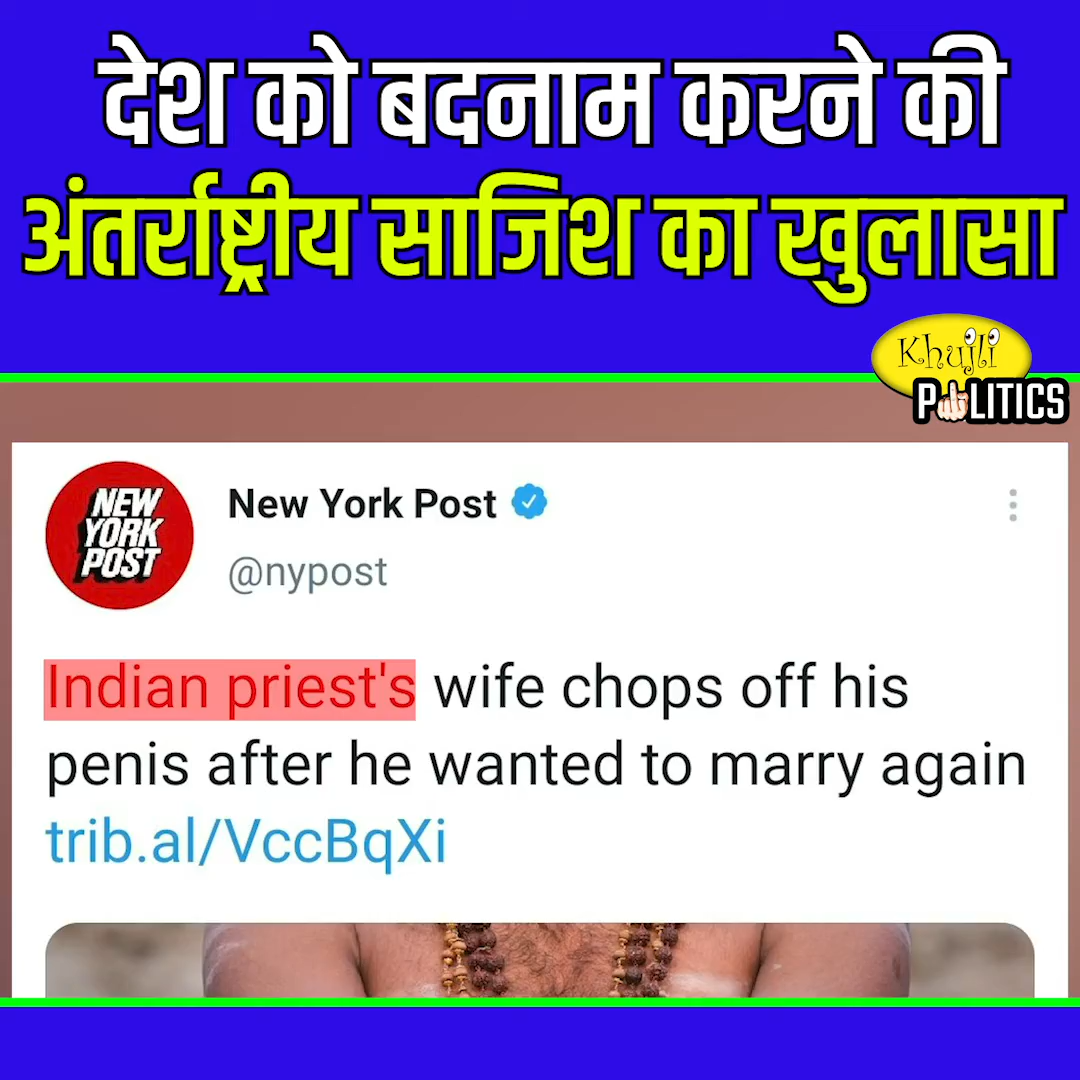 देश को बदनाम करने की
अंतर्राष्ट्रीय साजिश का खुलासा
Khujli
POLITICS
NEW
YORK
POST
New York Post
@nypost
Indian priest's wife chops off his
penis after he wanted to marry again
trib.al/VccBqXi